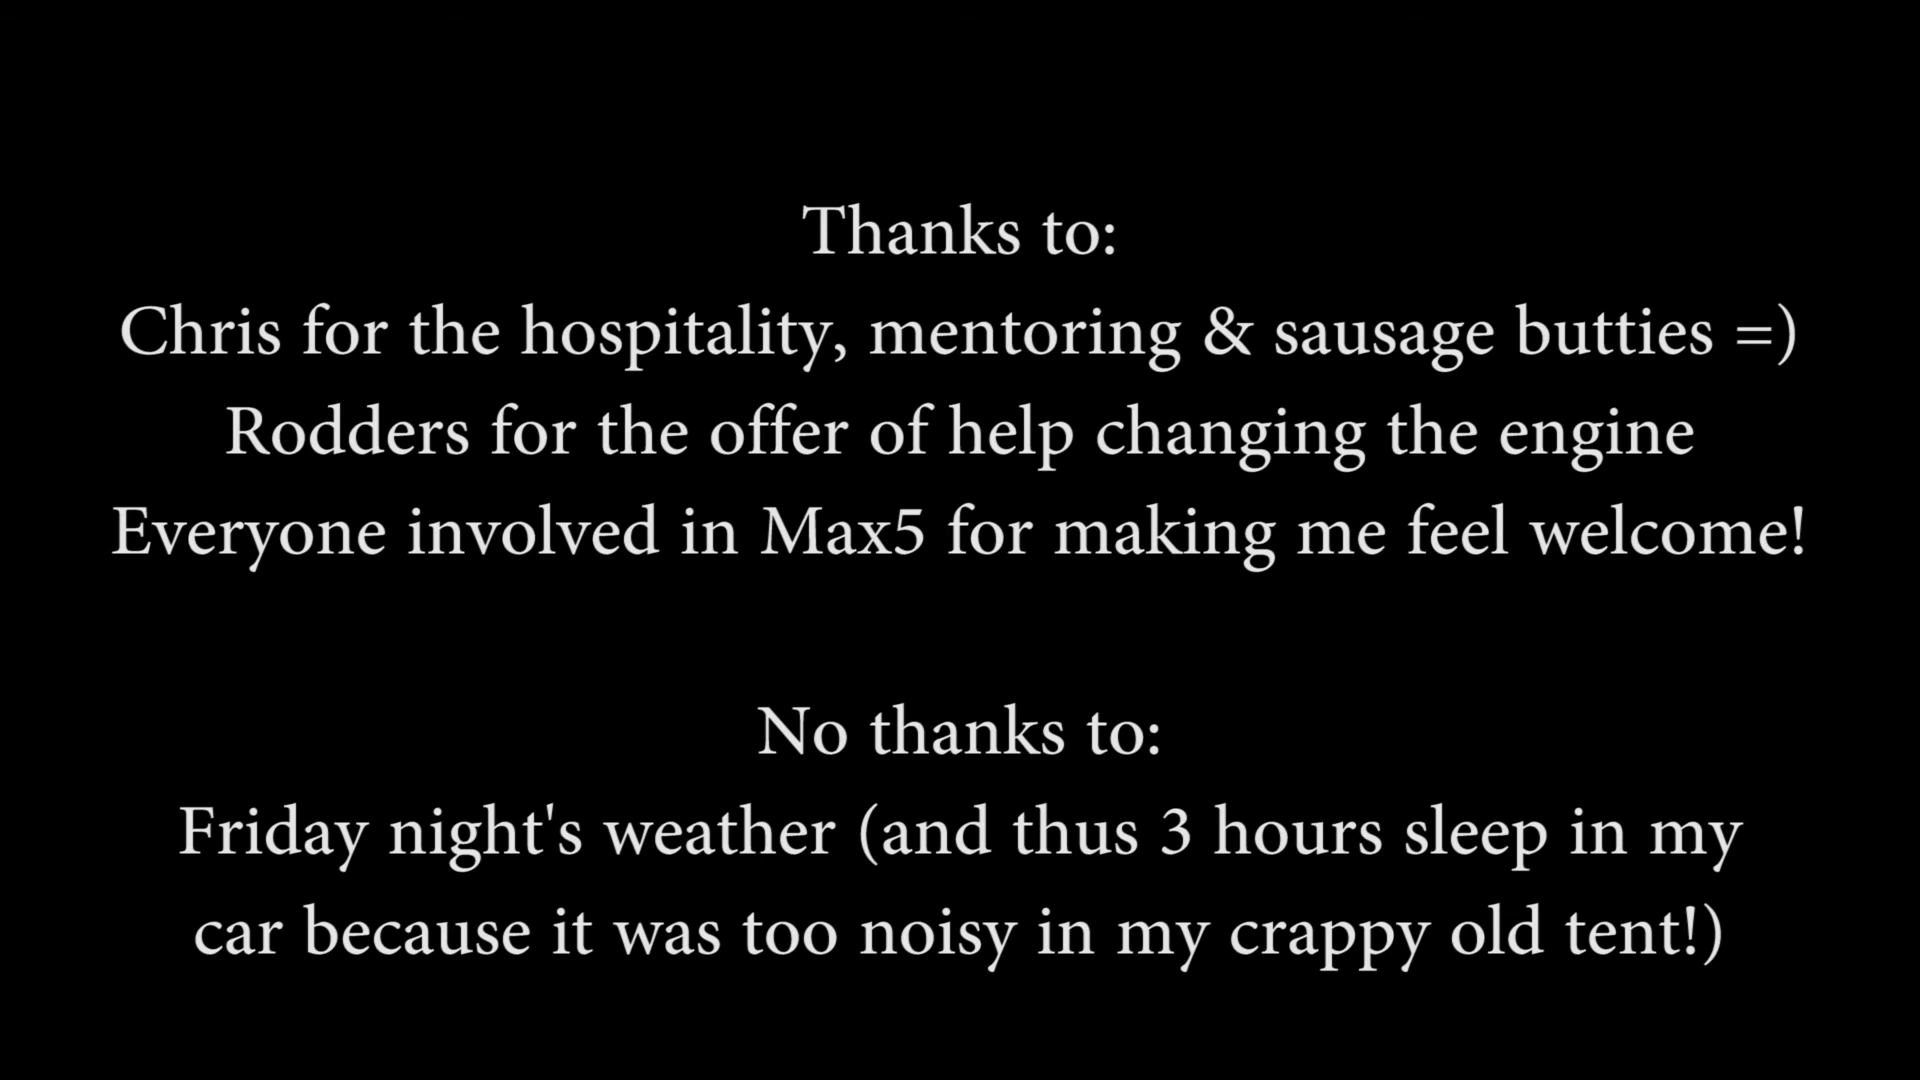 Thanks to:
Chris for the hospitality, mentoring & sausage butties =)
Rodders for the offer of help changing the engine
Everyone involved in Max5 for making me feel welcome!
No thanks to:
Friday night's weather (and thus 3 hours sleep in my
car because it was too noisy in my crappy old tent!)